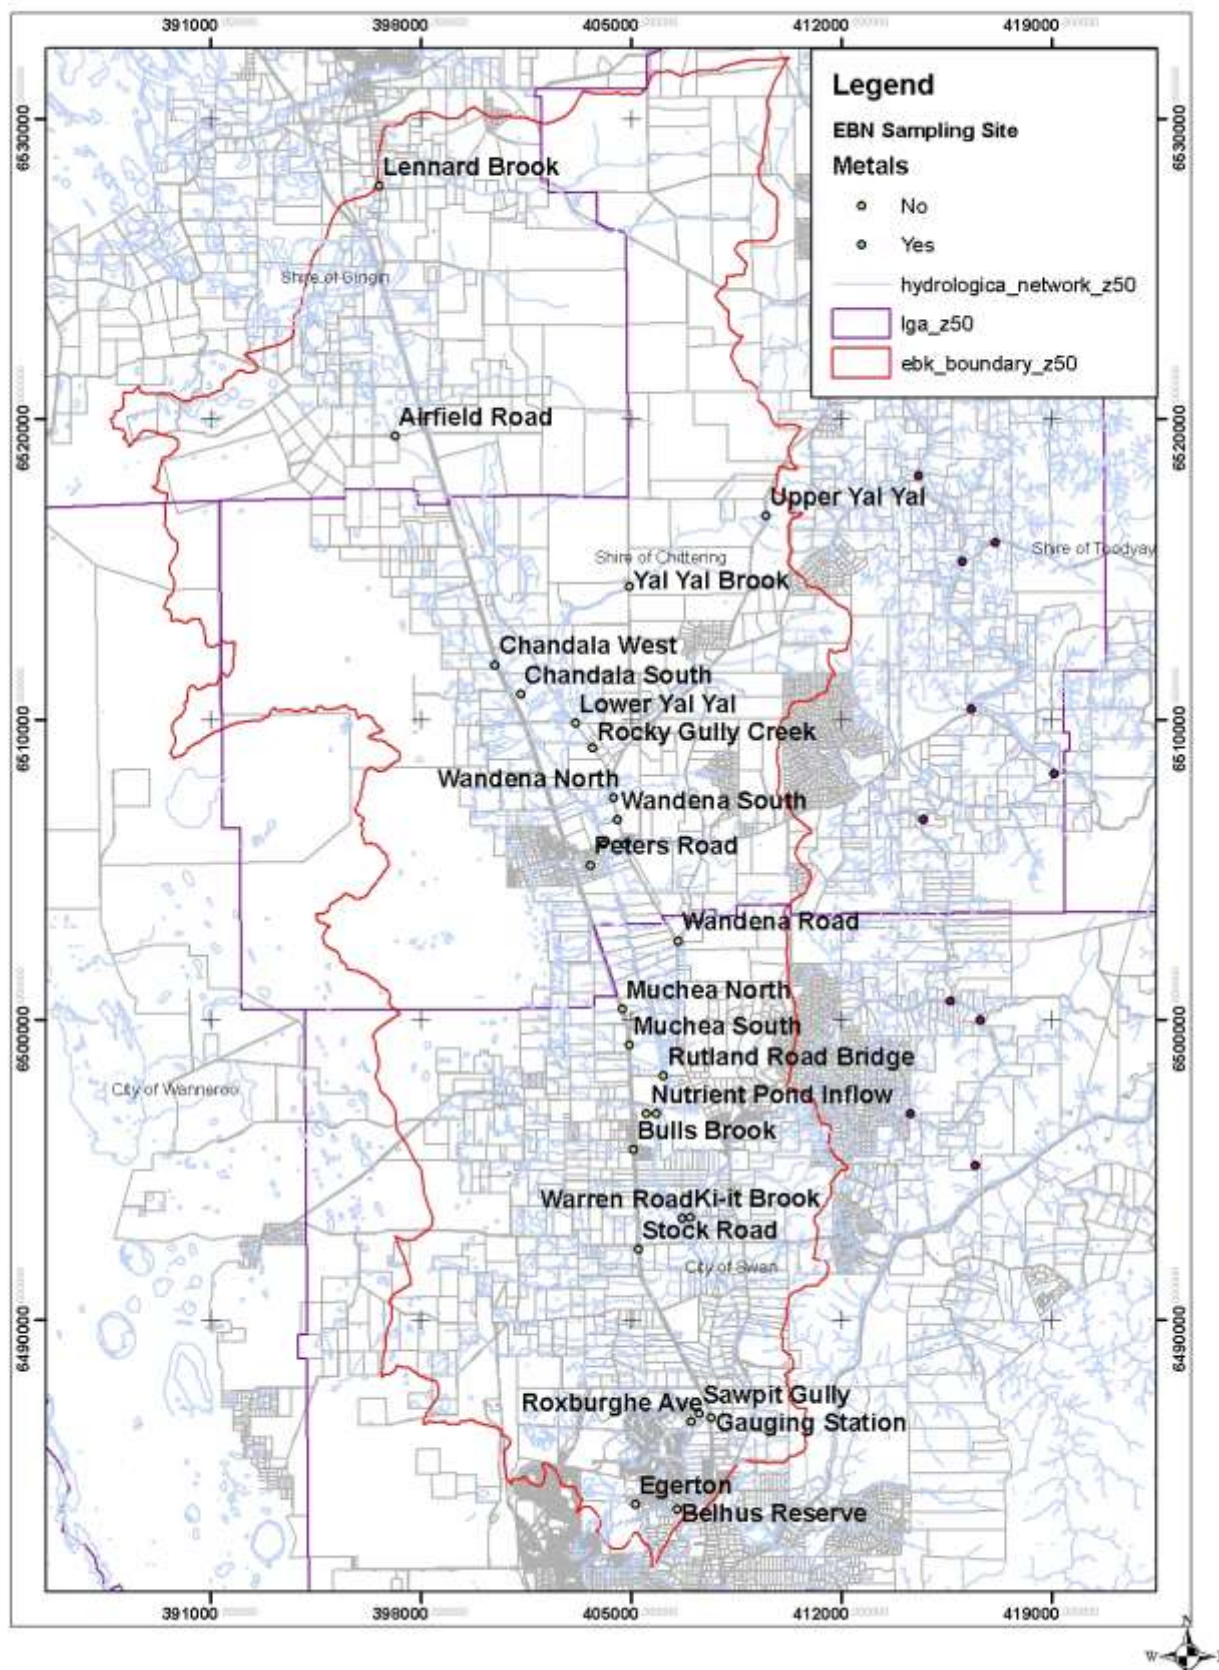 391000 398000 405000 412000 419000
Legend
EBN Sampling Site
Metals
No
Yes
hydrologica_network_z50
lga_z50
ebk_boundary_z50
6530000 6530000
Lennard Brook
Shire of Gingin
6520000 6520000
Airfield Road
Upper Yal Yal
Shire of Chittering
Shire of Toodyay
Yal Yal Brook
Chandala West
Chandala South
Lower Yal Yal
6510000 6510000
Rocky Gully Creek
Wandena North
Wandena South
Peters Road
Wandena Road
Muchea North
6500000 6500000
Muchea South
Rutland Road Bridge
City of Wanneroo
Nutrient Pond Inflow
Bulls Brook
Warren Road Ki-it Brook
Stock Road
City of Swan
6490000 6490000
Roxburghe Ave Sawpit Gully
Gauging Station
Egerton
Belhus Reserve
391000 398000 405000 412000 419000
N
W